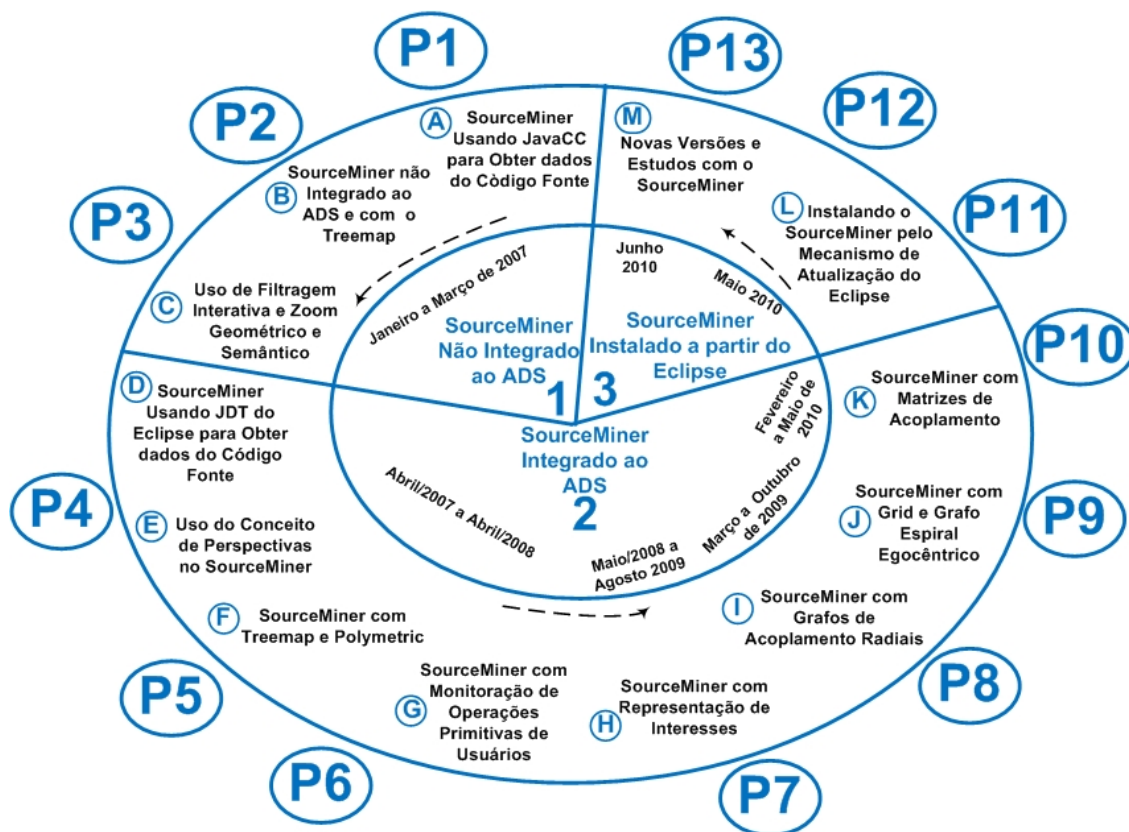 P1
P2
P3
P4
P5
P6
P7
P8
P9
P10
P11
P12
P13
A
SourceMiner
Usando JavaCC
para Obter dados
do Còdigo Fonte
B
SourceMiner não
Integrado ao
ADS e com o
Treemap
C
Uso de Filtragem
Interativa e Zoom
Geométrico e
Semântico
D
SourceMiner
Usando JDT do
Eclipse para Obter
dados do Código
Fonte
E
Uso do Conceito
de Perspectivas
no SourceMiner
F
SourceMiner com
Treemap e Polymetric
G
SourceMiner com
Monitoração de
Operações
Primitivas de
Usuários
H
SourceMiner com
Representação de
Interesses
I
SourceMiner com
Grafos de
Acoplamento Radiais
J
SourceMiner com
Grid e Grafo
Espiral
Egocêntrico
K
SourceMiner com
Matrizes de
Acoplamento
L
Instalando o
SourceMiner pelo
Mecanismo de
Atualização do
Eclipse
M
Novas Versões e
Estudos com o
SourceMiner
Janeiro a Março de 2007
SourceMiner
Não Integrado
ao ADS
1
Abril/2007 a Abril/2008
Maio/2008 a
Agosto 2009
Março a Outubro
de 2009
Fevereiro
a Maio de
2010
SourceMiner
Integrado ao
ADS
2
Maio 2010
Junho
2010
SourceMiner
Instalado a partir do
Eclipse
3